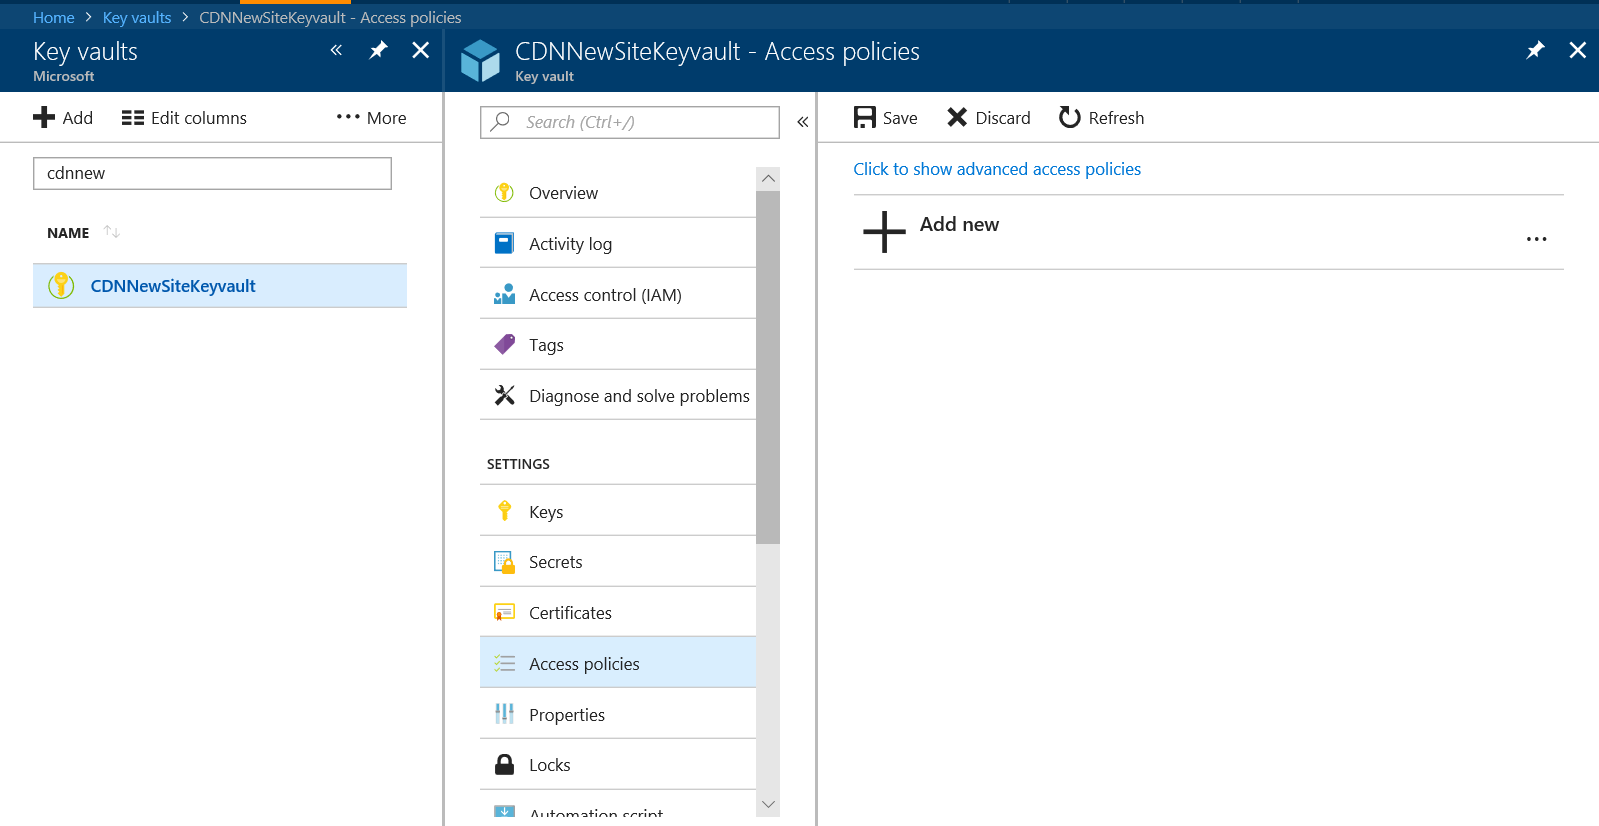 Home > Key vaults > CDNNewSiteKeyvault - Access policies
Key vaults
Microsoft
Add Edit columns ... More
cdnnew
NAME
CDNNewSiteKeyvault
CDNNewSiteKeyvault - Access policies
Key vault
Search (Ctrl+/)
Overview
Activity log
Access control (IAM)
Tags
Diagnose and solve problems
SETTINGS
Keys
Secrets
Certificates
Access policies
Properties
Locks
Automation script
Save Discard Refresh
Click to show advanced access policies
Add new
...